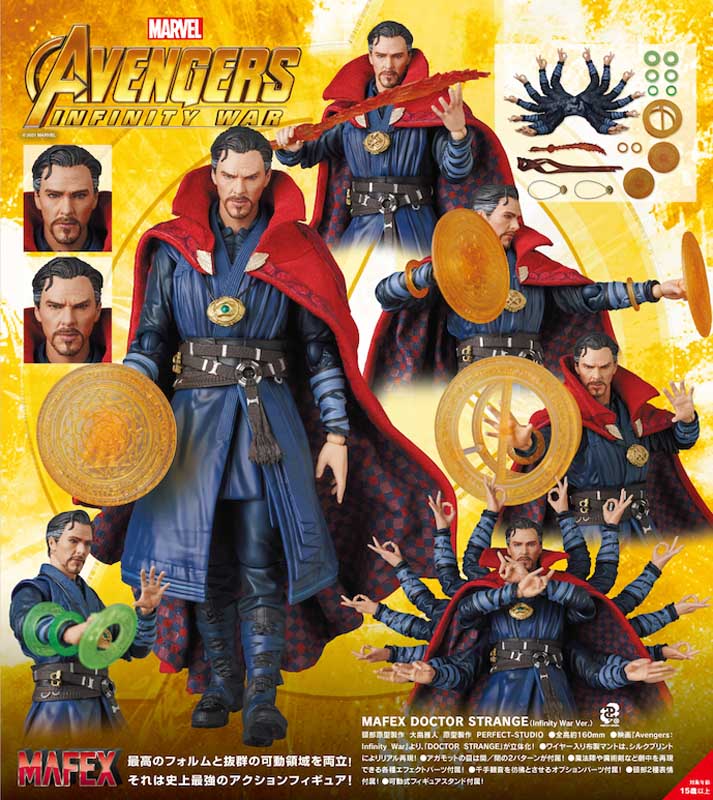 MARVEL
AVENGERS
INFINITY WAR
© 2021 MARVEL
MAFEX DOCTOR STRANGE (Infinity War Ver.)
頭部原型製作 大畠雅人 原型製作 PERFECT-STUDIO ●全高約160mm ●映画『Avengers:
Infinity War』より、「DOCTOR STRANGE」が立体化! ●ワイヤー入り布製マントは、シルクプリント
によりリアル再現! ●アガモットの目は開/閉の2パターンが付属! ●魔法陣や魔術剣など劇中を再現
できる各種エフェクトパーツ付属! ●千手観音を彷彿とさせるオプションパーツ付属! ●頭部2種表情
付属! ●可動式フィギュアスタンド付属!
MAFEX
最高のフォルムと抜群の可動領域を両立!
それは史上最強のアクションフィギュア!
対象年齢
15歳以上